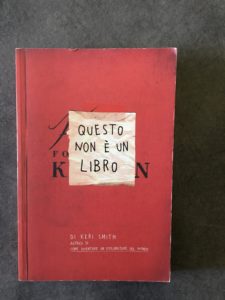 QUESTO
NON È UN
LIBRO
DI KERI SMITH
AUTRICE DI
COME DIVENTARE UN ESPLORATORE DEL MONDO